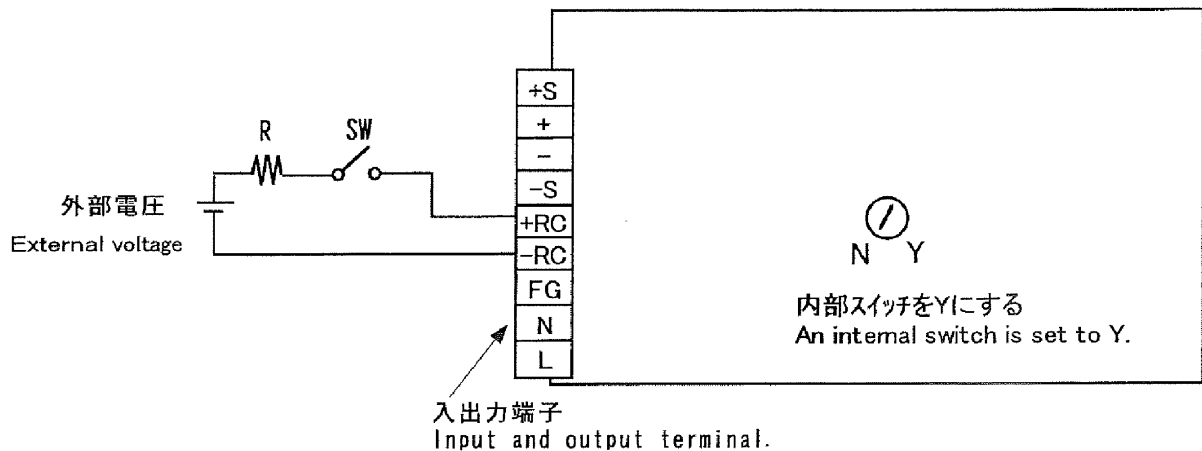 R
SW
外部電圧
External voltage
+S
+
-
-S
+RC
-RC
FG
N
L
N Y
内部スイッチをYにする
An internal switch is set to Y.
入出力端子
Input and output terminal.